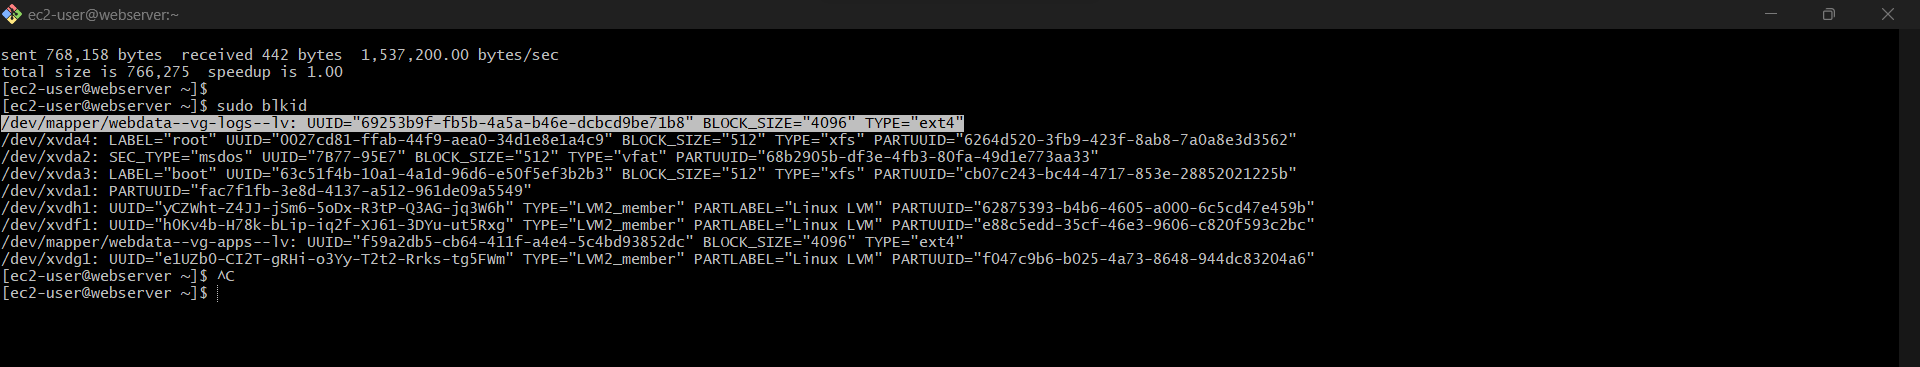 ec2-user@webserver:~
sent 768,158 bytes  received 442 bytes  1,537,200.00 bytes/sec
total size is 766,275  speedup is 1.00
[ec2-user@webserver ~]$
[ec2-user@webserver ~]$ sudo blkid
/dev/mapper/webdata--vg-logs--lv: UUID="69253b9f-fb5b-4a5a-b46e-dcbcd9be71b8" BLOCK_SIZE="4096" TYPE="ext4"
/dev/xvda4: LABEL="root" UUID="0027cd81-ffab-44f9-aea0-34d1e8e1a4c9" BLOCK_SIZE="512" TYPE="xfs" PARTUUID="6264d520-3fb9-423f-8ab8-7a0a8e3d3562"
/dev/xvda2: SEC_TYPE="msdos" UUID="7B77-95E7" BLOCK_SIZE="512" TYPE="vfat" PARTUUID="68b2905b-df3e-4fb3-80fa-49d1e773aa33"
/dev/xvda3: LABEL="boot" UUID="63c51f4b-10a1-4a1d-96d6-e50f5ef3b2b3" BLOCK_SIZE="512" TYPE="xfs" PARTUUID="cb07c243-bc44-4717-853e-28852021225b"
/dev/xvda1: PARTUUID="fac7f1fb-3e8d-4137-a512-961de09a5549"
/dev/xvdh1: UUID="yCZWht-Z4JJ-jSm6-5oDx-R3tP-Q3AG-jq3W6h" TYPE="LVM2_member" PARTLABEL="Linux LVM" PARTUUID="62875393-b4b6-4605-a000-6c5cd47e459b"
/dev/xvdf1: UUID="h0Kv4b-H78k-bLip-iq2f-XJ61-3DYu-ut5Rxg" TYPE="LVM2_member" PARTLABEL="Linux LVM" PARTUUID="e88c5edd-35cf-46e3-9606-c820f593c2bc"
/dev/mapper/webdata--vg-apps--lv: UUID="f59a2db5-cb64-411f-a4e4-5c4bd93852dc" BLOCK_SIZE="4096" TYPE="ext4"
/dev/xvdg1: UUID="e1UZbO-CI2T-gRHi-o3Yy-T2t2-Rrks-tg5FWm" TYPE="LVM2_member" PARTLABEL="Linux LVM" PARTUUID="f047c9b6-b025-4a73-8648-944dc83204a6"
[ec2-user@webserver ~]$ ^C
[ec2-user@webserver ~]$